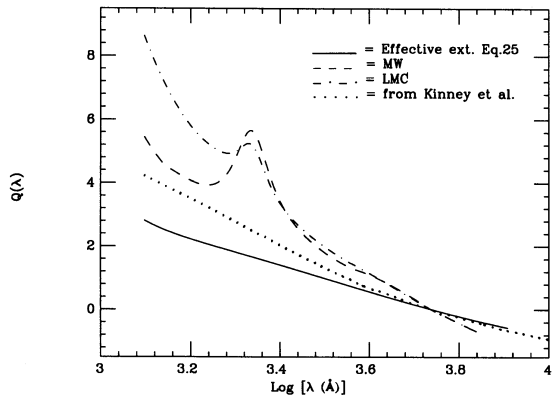 8
6
4
2
0
Q(λ)
= Effective ext. Eq.25
= MW
= LMC
= from Kinney et al.
3
3.2
3.4
3.6
3.8
4
Log [λ (Å)]